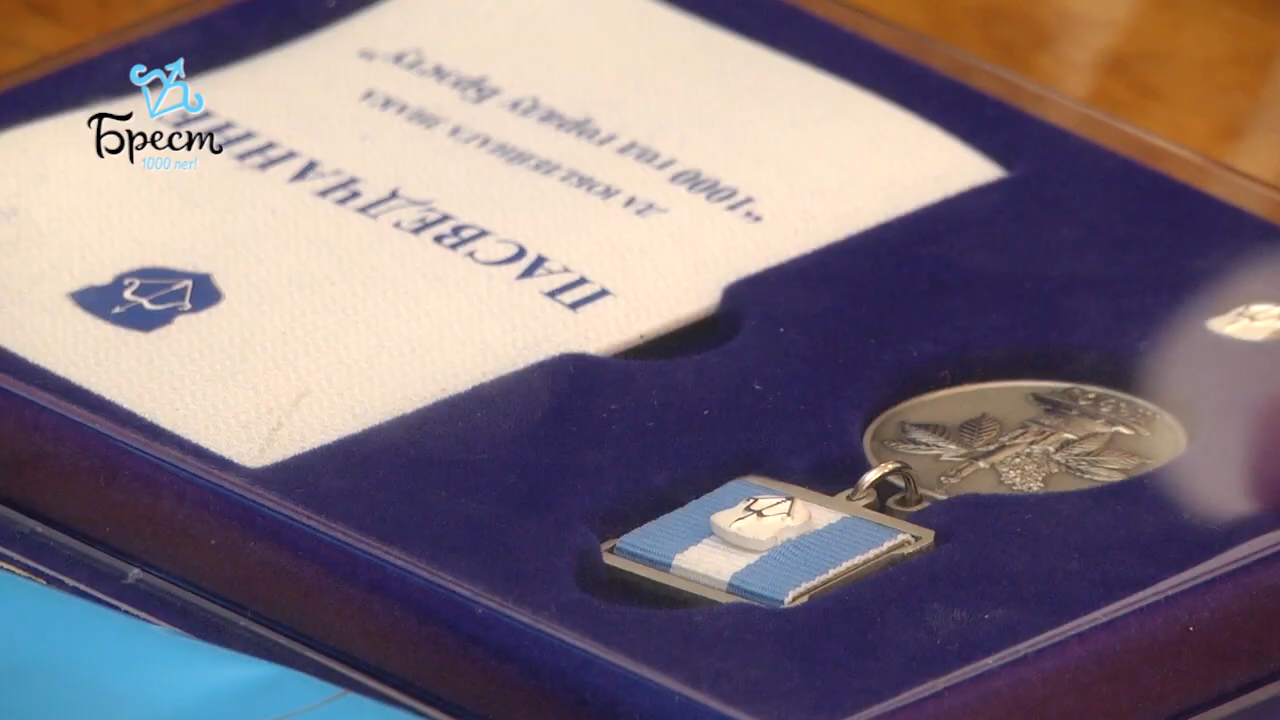 Брест
1000 лет!
ПАСВЕДЧАННЕ
ДА ЮБІЛЕЙНАГА ЗНАКА
"1000 год гораду Брэсту"